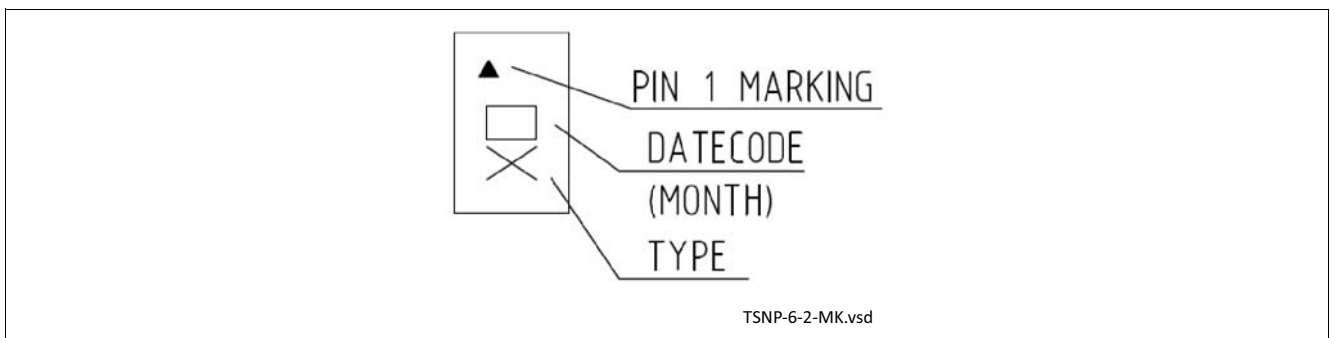 PIN 1 MARKING
DATECODE
(MONTH)
TYPE
TSNP-6-2-MK.vsd